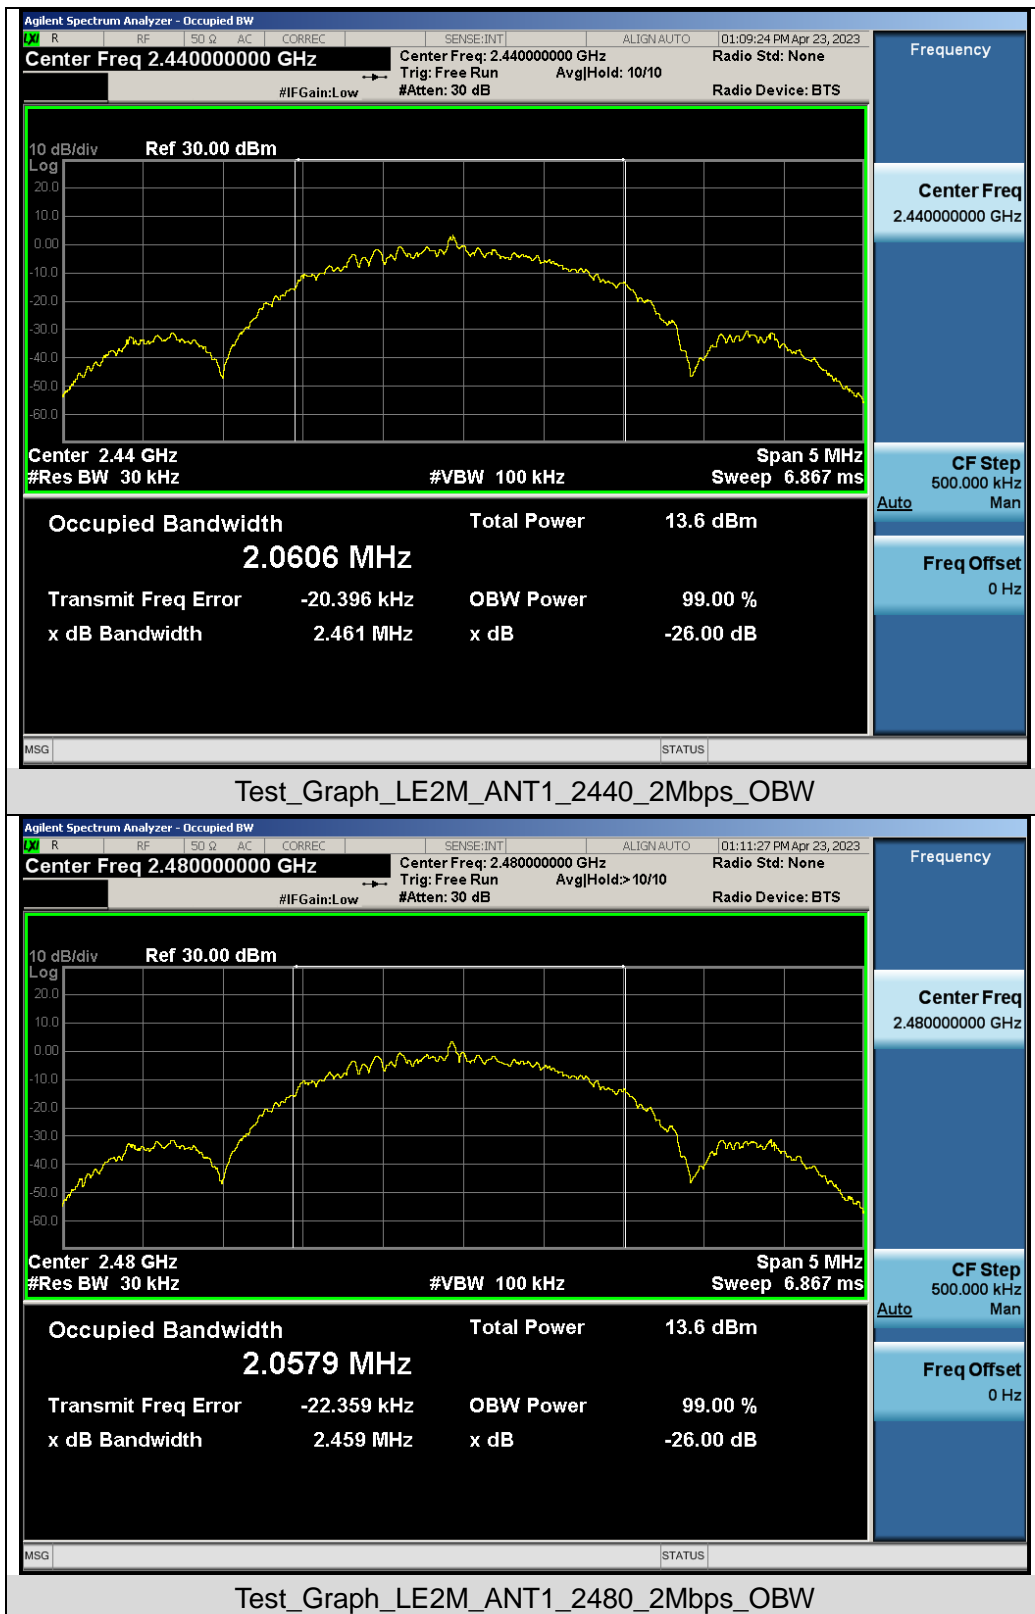 Agilent Spectrum Analyzer - Occupied BW
LXI R RF 50 Ω AC CORREC SENSE:INT ALIGN AUTO 01:09:24 PM Apr 23, 2023
Center Freq 2.440000000 GHz Center Freq: 2.440000000 GHz Radio Std: None
Trig: Free Run Avg|Hold: 10/10
#IFGain:Low #Atten: 30 dB Radio Device: BTS
10 dB/div Ref 30.00 dBm
Log
20.0
10.0
0.00
-10.0
-20.0
-30.0
-40.0
-50.0
-60.0
Center 2.44 GHz Span 5 MHz
#Res BW 30 kHz #VBW 100 kHz Sweep 6.867 ms
Occupied Bandwidth Total Power 13.6 dBm
2.0606 MHz
Transmit Freq Error -20.396 kHz OBW Power 99.00 %
x dB Bandwidth 2.461 MHz x dB -26.00 dB
MSG STATUS
Frequency
Center Freq
2.440000000 GHz
CF Step
500.000 kHz
Auto Man
Freq Offset
0 Hz
Test_Graph_LE2M_ANT1_2440_2Mbps_OBW
Agilent Spectrum Analyzer - Occupied BW
LXI R RF 50 Ω AC CORREC SENSE:INT ALIGN AUTO 01:11:27 PM Apr 23, 2023
Center Freq 2.480000000 GHz Center Freq: 2.480000000 GHz Radio Std: None
Trig: Free Run Avg|Hold:>10/10
#IFGain:Low #Atten: 30 dB Radio Device: BTS
10 dB/div Ref 30.00 dBm
Log
20.0
10.0
0.00
-10.0
-20.0
-30.0
-40.0
-50.0
-60.0
Center 2.48 GHz Span 5 MHz
#Res BW 30 kHz #VBW 100 kHz Sweep 6.867 ms
Occupied Bandwidth Total Power 13.6 dBm
2.0579 MHz
Transmit Freq Error -22.359 kHz OBW Power 99.00 %
x dB Bandwidth 2.459 MHz x dB -26.00 dB
MSG STATUS
Frequency
Center Freq
2.480000000 GHz
CF Step
500.000 kHz
Auto Man
Freq Offset
0 Hz
Test_Graph_LE2M_ANT1_2480_2Mbps_OBW